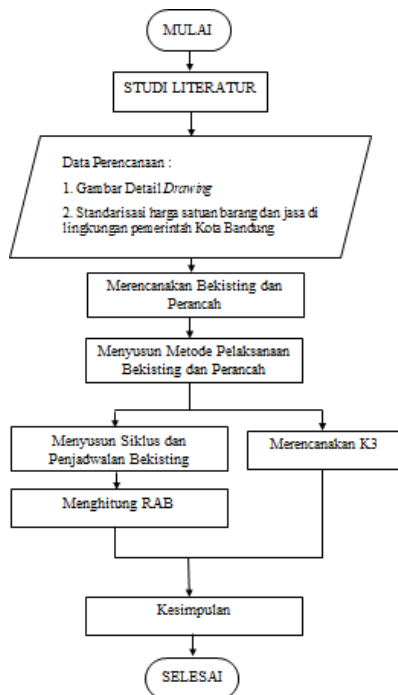 MULAI
STUDI LITERATUR
Data Perencanaan :
1. Gambar Detail Drawing
2. Standarisasi harga satuan barang dan jasa di
lingkungan pemerintah Kota Bandung
Merencanakan Bekisting dan
Perancah
Menyusun Metode Pelaksanaan
Bekisting dan Perancah
Menyusun Siklus dan
Penjadwalan Bekisting
Merencanakan K3
Menghitung RAB
Kesimpulan
SELESAI